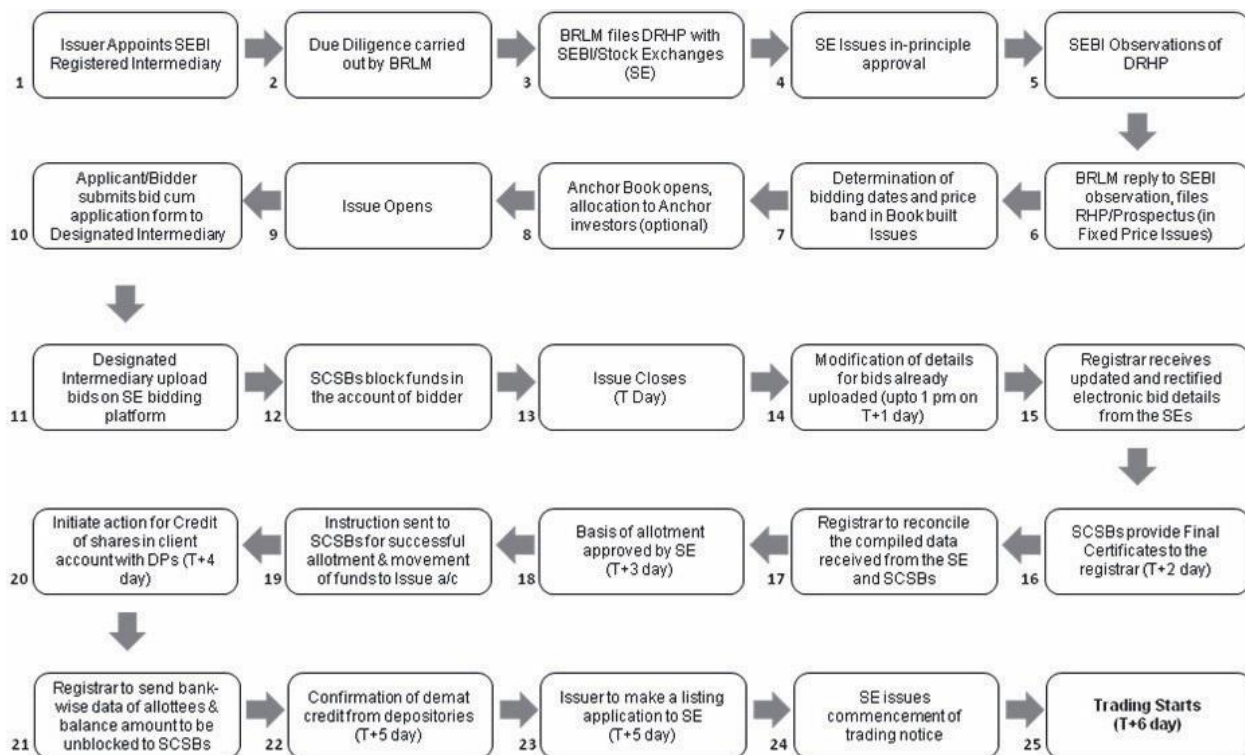 Issuer Appoints SEBI
Registered Intermediary
1
Due Diligence carried
out by BRLM
2
BRLM files DRHP with
SEBI/Stock Exchanges
(SE)
3
SE Issues in-principle
approval
4
SEBI Observations of
DRHP
5
BRLM reply to SEBI
observation, files
RHP/Prospectus (in
Fixed Price Issues)
6
Determination of
bidding dates and price
band in Book built
Issues
7
Anchor Book opens,
allocation to Anchor
investors (optional)
8
Issue Opens
9
Applicant/Bidder
submits bid cum
application form to
Designated Intermediary
10
Designated
Intermediary upload
bids on SE bidding
platform
11
SCSBs block funds in
the account of bidder
12
Issue Closes
(T Day)
13
Modification of details
for bids already
uploaded (upto 1 pm on
T+1 day)
14
Registrar receives
updated and rectified
electronic bid details
from the SEs
15
SCSBs provide Final
Certificates to the
registrar (T+2 day)
16
Registrar to reconcile
the compiled data
received from the SE
and SCSBs
17
Basis of allotment
approved by SE
(T+3 day)
18
Instruction sent to
SCSBs for successful
allotment & movement
of funds to Issue a/c
19
Initiate action for Credit
of shares in client
account with DPs (T+4
day)
20
Registrar to send bank-
wise data of allottees &
balance amount to be
unblocked to SCSBs
21
Confirmation of demat
credit from depositories
(T+5 day)
22
Issuer to make a listing
application to SE
(T+5 day)
23
SE issues
commencement of
trading notice
24
Trading Starts
(T+6 day)
25